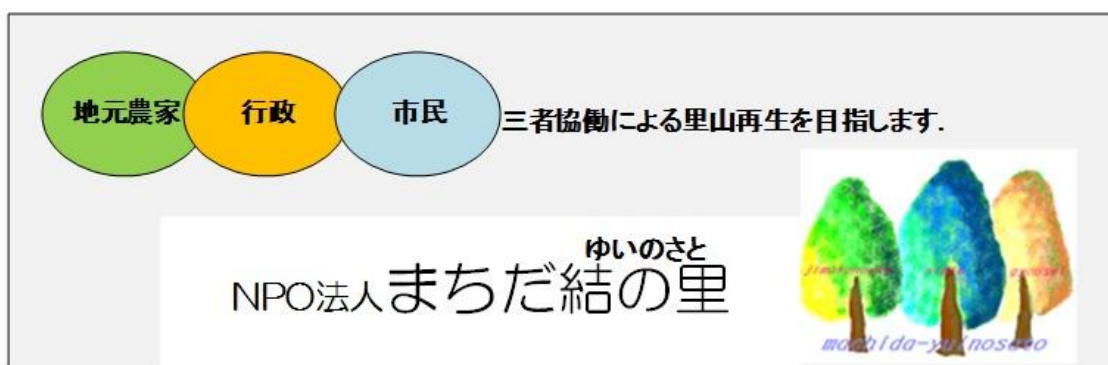 地元農家
行政
市民
三者協働による里山再生を目指します.
ゆいのさと
NPO法人まちだ結の里
machida-yuinosato